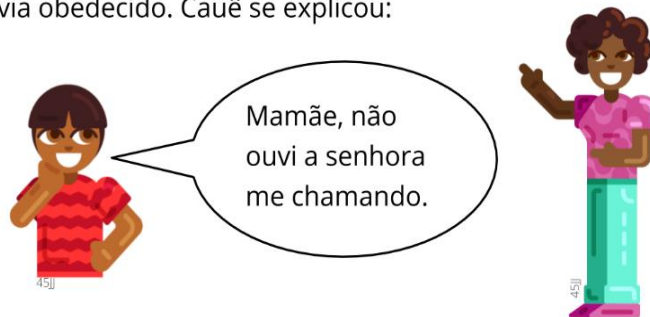 via obedecido. Cauê se explicou:
Mamãe, não
ouvi a senhora
me chamando.
45JJ
45JJ